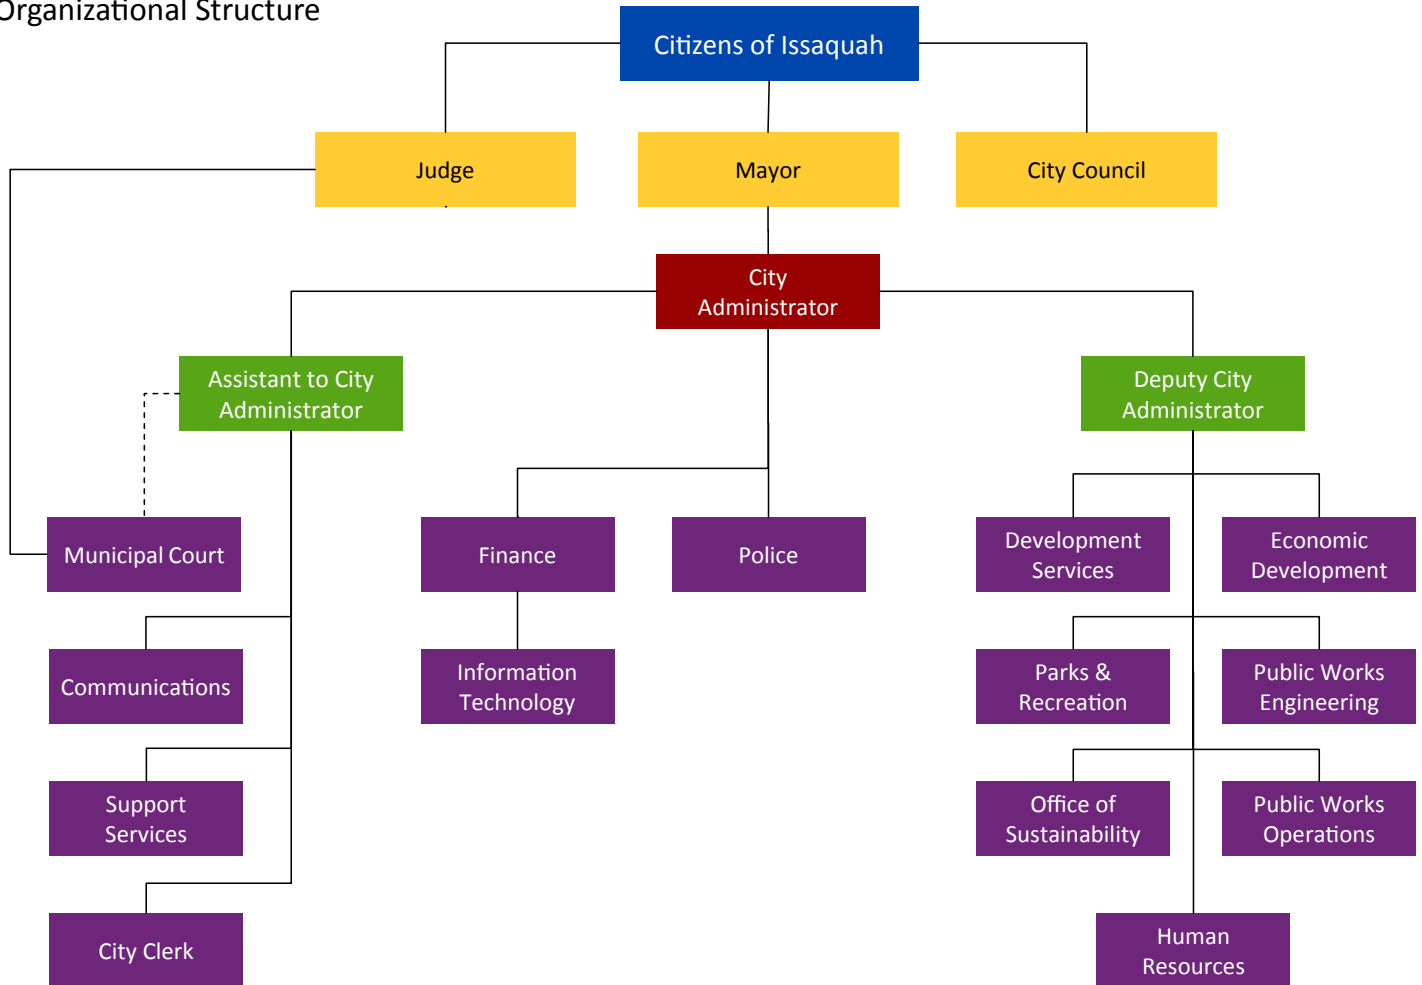 Organizational Structure
Citizens of Issaquah
Judge
Mayor
City Council
City
Administrator
Assistant to City
Administrator
Deputy City
Administrator
Municipal Court
Finance
Police
Development
Services
Economic
Development
Communications
Information
Technology
Parks &
Recreation
Public Works
Engineering
Support
Services
Office of
Sustainability
Public Works
Operations
City Clerk
Human
Resources